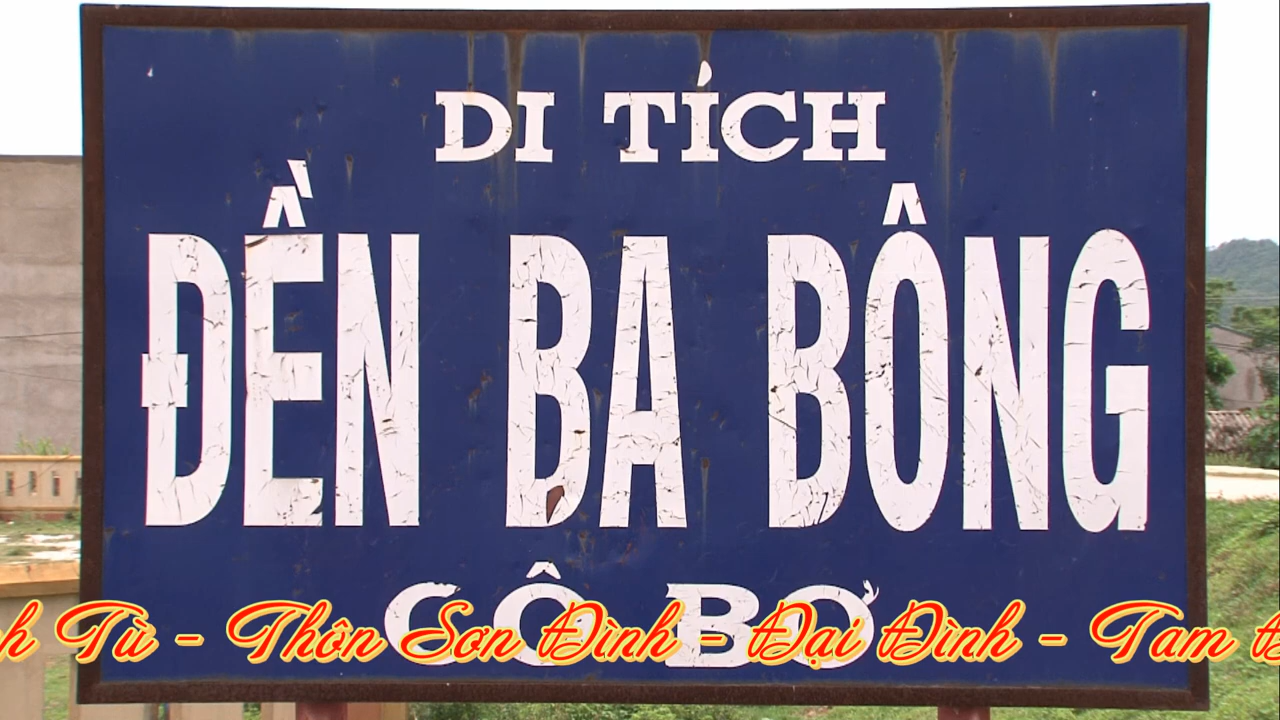 DI TÍCH
ĐỀN BA BÔNG
CÔ BƠ
Tù - Thôn Sơn Đình - Đại Đình - Tam